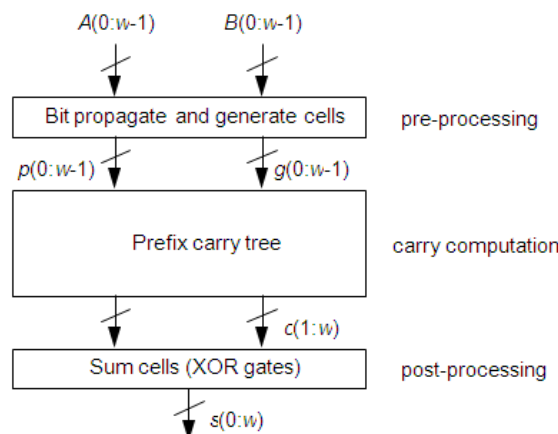 A(0:w-1) B(0:w-1)
Bit propagate and generate cells pre-processing
p(0:w-1) g(0:w-1)
Prefix carry tree carry computation
c(1:w)
Sum cells (XOR gates) post-processing
s(0:w)